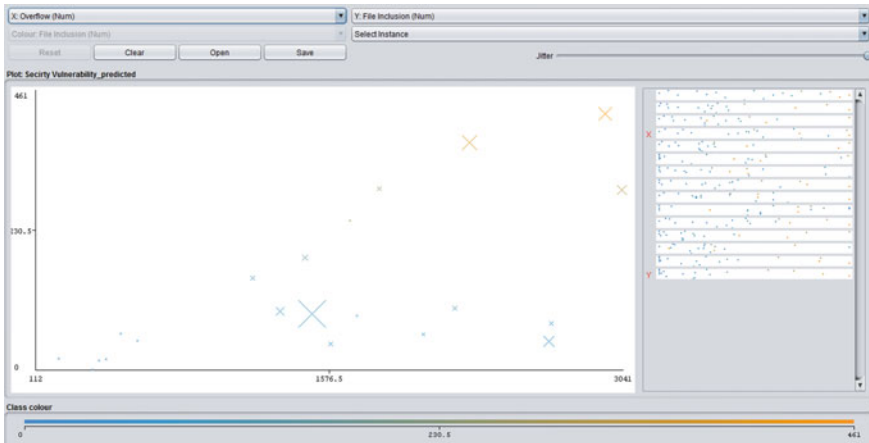 X: Overflow (Num)
Y: File Inclusion (Num)
Colour: File Inclusion (Num)
Select Instance
Reset
Clear
Open
Save
Jitter
Plot: Secirty Vulnerability_predicted
461
230.5
0
112
1576.5
3041
X
Y
Class colour
0
230.5
461